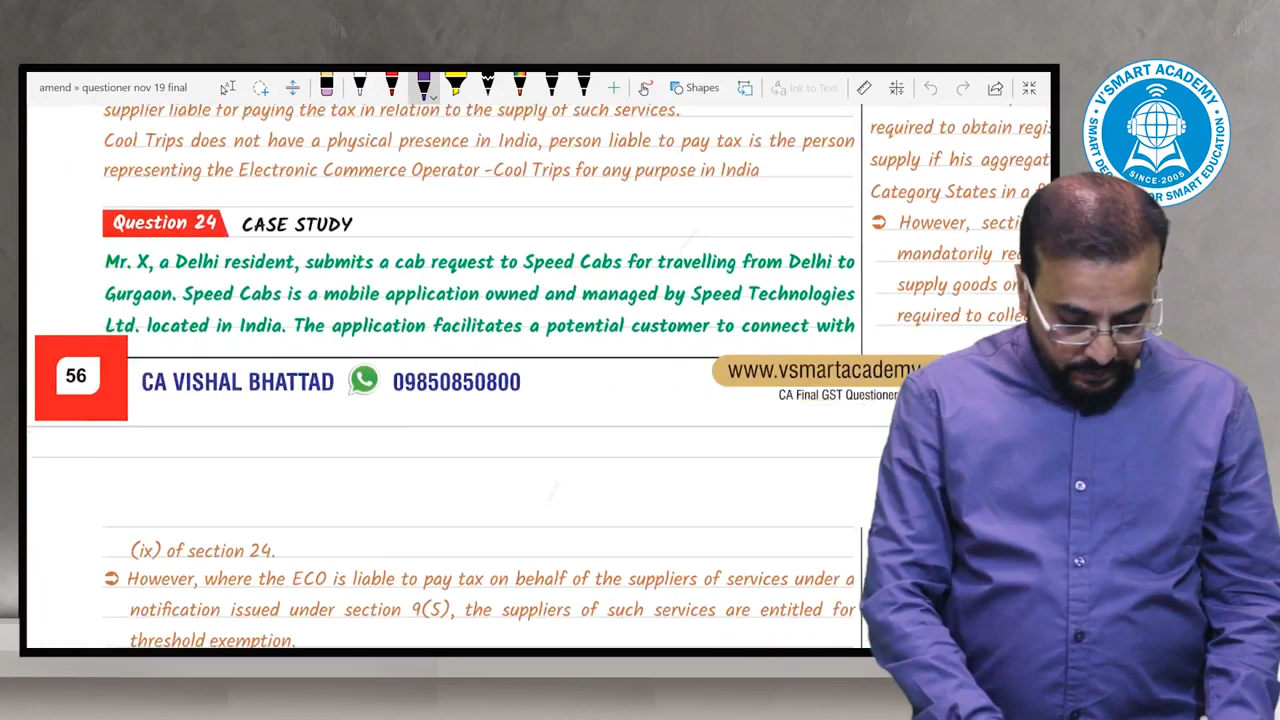 amend » questioner nov 19 final
Shapes
Ink to Text
supplier liable for paying the tax in relation to the supply of such services.
Cool Trips does not have a physical presence in India, person liable to pay tax is the person
representing the Electronic Commerce Operator -Cool Trips for any purpose in India
Question 24 CASE STUDY
Mr. X, a Delhi resident, submits a cab request to Speed Cabs for travelling from Delhi to
Gurgaon. Speed Cabs is a mobile application owned and managed by Speed Technologies
Ltd. located in India. The application facilitates a potential customer to connect with
56
CA VISHAL BHATTAD 09850850800
www.vsmartacademy
CA Final GST Questioner
(ix) of section 24.
➲ However, where the ECO is liable to pay tax on behalf of the suppliers of services under a
notification issued under section 9(5), the suppliers of such services are entitled for
threshold exemption.
required to obtain regis
supply if his aggregat
Category States in a
➲ However, secti
mandatorily
supply goods
required to
V'SMART ACADEMY
SINCE-2005
FOR SMART EDUCATION